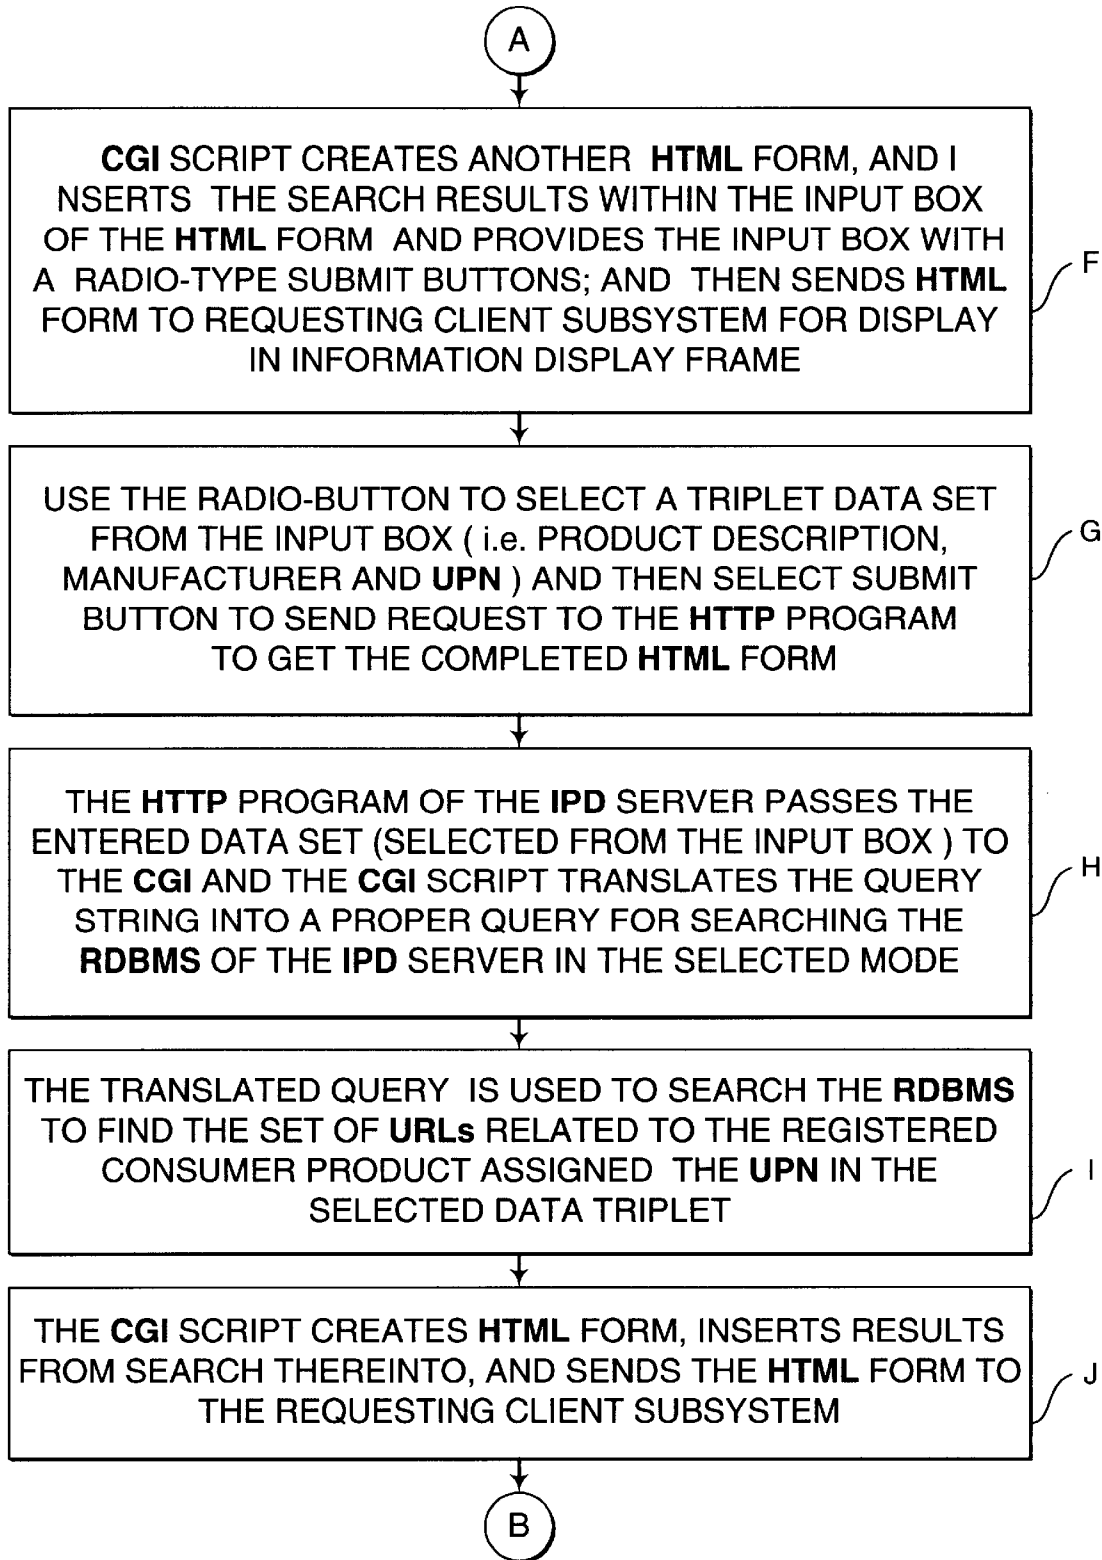 A
CGI SCRIPT CREATES ANOTHER HTML FORM, AND I
NSERTS THE SEARCH RESULTS WITHIN THE INPUT BOX
OF THE HTML FORM AND PROVIDES THE INPUT BOX WITH
A RADIO-TYPE SUBMIT BUTTONS; AND THEN SENDS HTML
FORM TO REQUESTING CLIENT SUBSYSTEM FOR DISPLAY
IN INFORMATION DISPLAY FRAME
F
USE THE RADIO-BUTTON TO SELECT A TRIPLET DATA SET
FROM THE INPUT BOX ( i.e. PRODUCT DESCRIPTION,
MANUFACTURER AND UPN ) AND THEN SELECT SUBMIT
BUTTON TO SEND REQUEST TO THE HTTP PROGRAM
TO GET THE COMPLETED HTML FORM
G
THE HTTP PROGRAM OF THE IPD SERVER PASSES THE
ENTERED DATA SET (SELECTED FROM THE INPUT BOX ) TO
THE CGI AND THE CGI SCRIPT TRANSLATES THE QUERY
STRING INTO A PROPER QUERY FOR SEARCHING THE
RDBMS OF THE IPD SERVER IN THE SELECTED MODE
H
THE TRANSLATED QUERY IS USED TO SEARCH THE RDBMS
TO FIND THE SET OF URLs RELATED TO THE REGISTERED
CONSUMER PRODUCT ASSIGNED THE UPN IN THE
SELECTED DATA TRIPLET
I
THE CGI SCRIPT CREATES HTML FORM, INSERTS RESULTS
FROM SEARCH THEREINTO, AND SENDS THE HTML FORM TO
THE REQUESTING CLIENT SUBSYSTEM
J
B